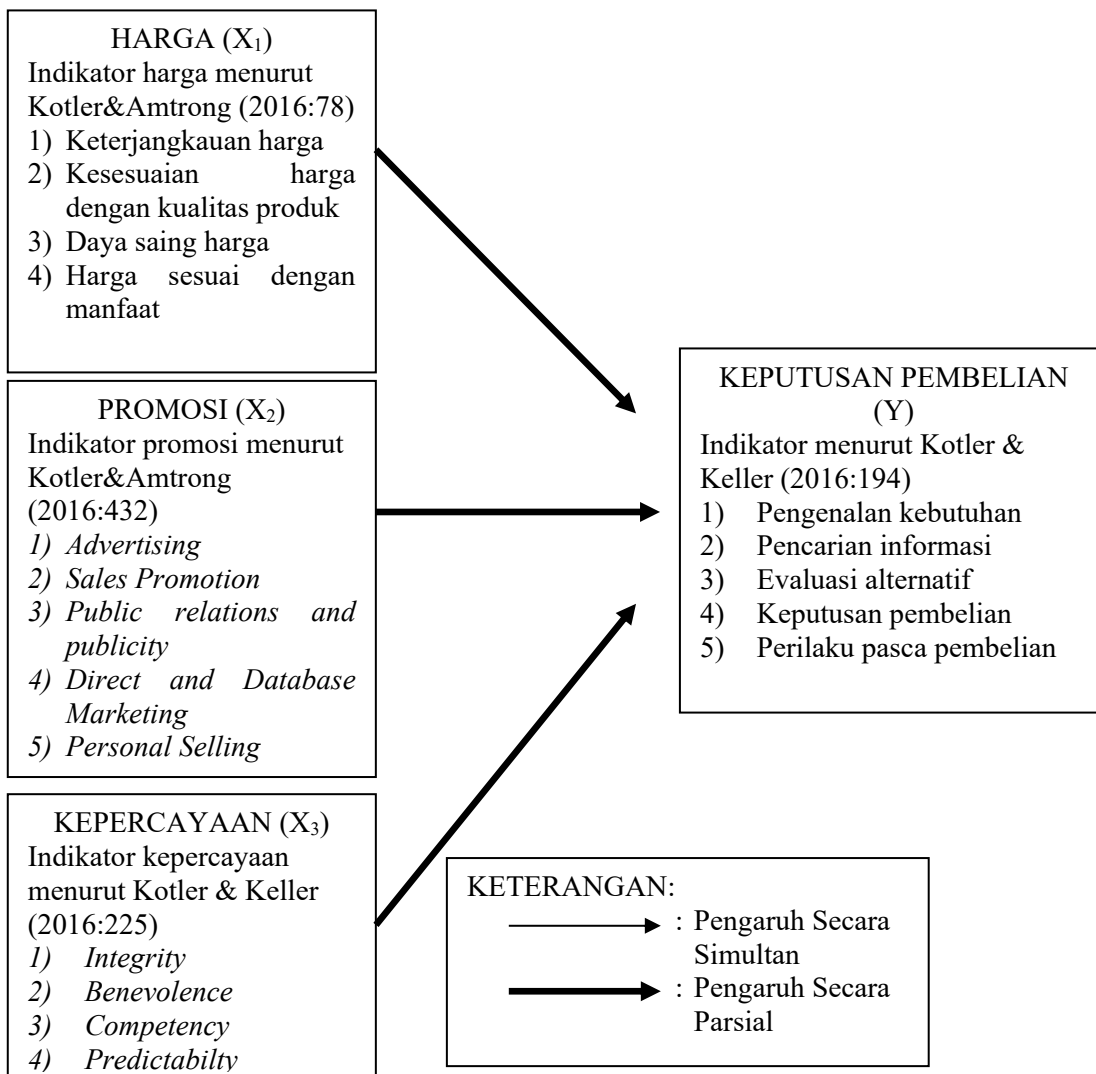 HARGA (X₁)
Indikator harga menurut
Kotler&Amtrong (2016:78)
1) Keterjangkauan harga
2) Kesesuaian harga
dengan kualitas produk
3) Daya saing harga
4) Harga sesuai dengan
manfaat
PROMOSI (X₂)
Indikator promosi menurut
Kotler&Amtrong
(2016:432)
1) Advertising
2) Sales Promotion
3) Public relations and
publicity
4) Direct and Database
Marketing
5) Personal Selling
KEPERCAYAAN (X₃)
Indikator kepercayaan
menurut Kotler & Keller
(2016:225)
1) Integrity
2) Benevolence
3) Competency
4) Predictabilty
KEPUTUSAN PEMBELIAN
(Y)
Indikator menurut Kotler &
Keller (2016:194)
1) Pengenalan kebutuhan
2) Pencarian informasi
3) Evaluasi alternatif
4) Keputusan pembelian
5) Perilaku pasca pembelian
KETERANGAN:
: Pengaruh Secara
Simultan
: Pengaruh Secara
Parsial